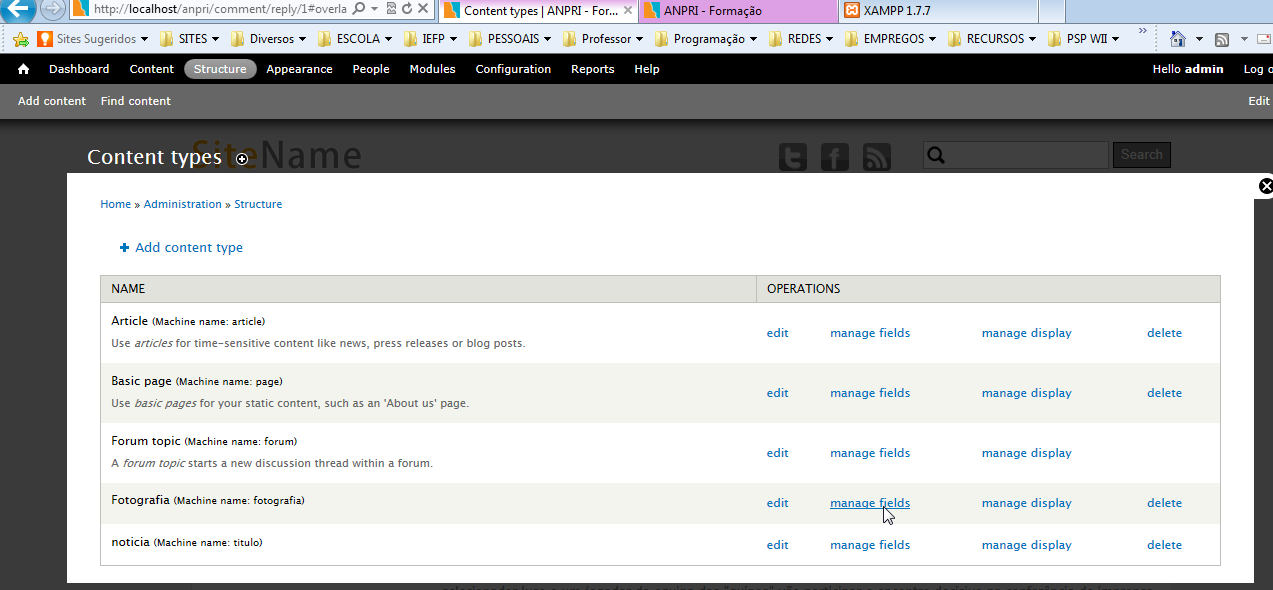 http://localhost/anpri/comment/reply/1#overla
Content types | ANPRI - For...
ANPRI - Formação
XAMPP 1.7.7
Sites Sugeridos
SITES
Diversos
ESCOLA
IEFP
PESSOAIS
Professor
Programação
REDES
EMPREGOS
RECURSOS
PSP WII
Dashboard
Content
Structure
Appearance
People
Modules
Configuration
Reports
Help
Hello admin
Log o
Add content
Find content
Edit
SiteName
Search
Content types
Home » Administration » Structure
Add content type
NAME
OPERATIONS
Article (Machine name: article)
Use articles for time-sensitive content like news, press releases or blog posts.
edit
manage fields
manage display
delete
Basic page (Machine name: page)
Use basic pages for your static content, such as an 'About us' page.
edit
manage fields
manage display
delete
Forum topic (Machine name: forum)
A forum topic starts a new discussion thread within a forum.
edit
manage fields
manage display
Fotografia (Machine name: fotografia)
edit
manage fields
manage display
delete
noticia (Machine name: titulo)
edit
manage fields
manage display
delete